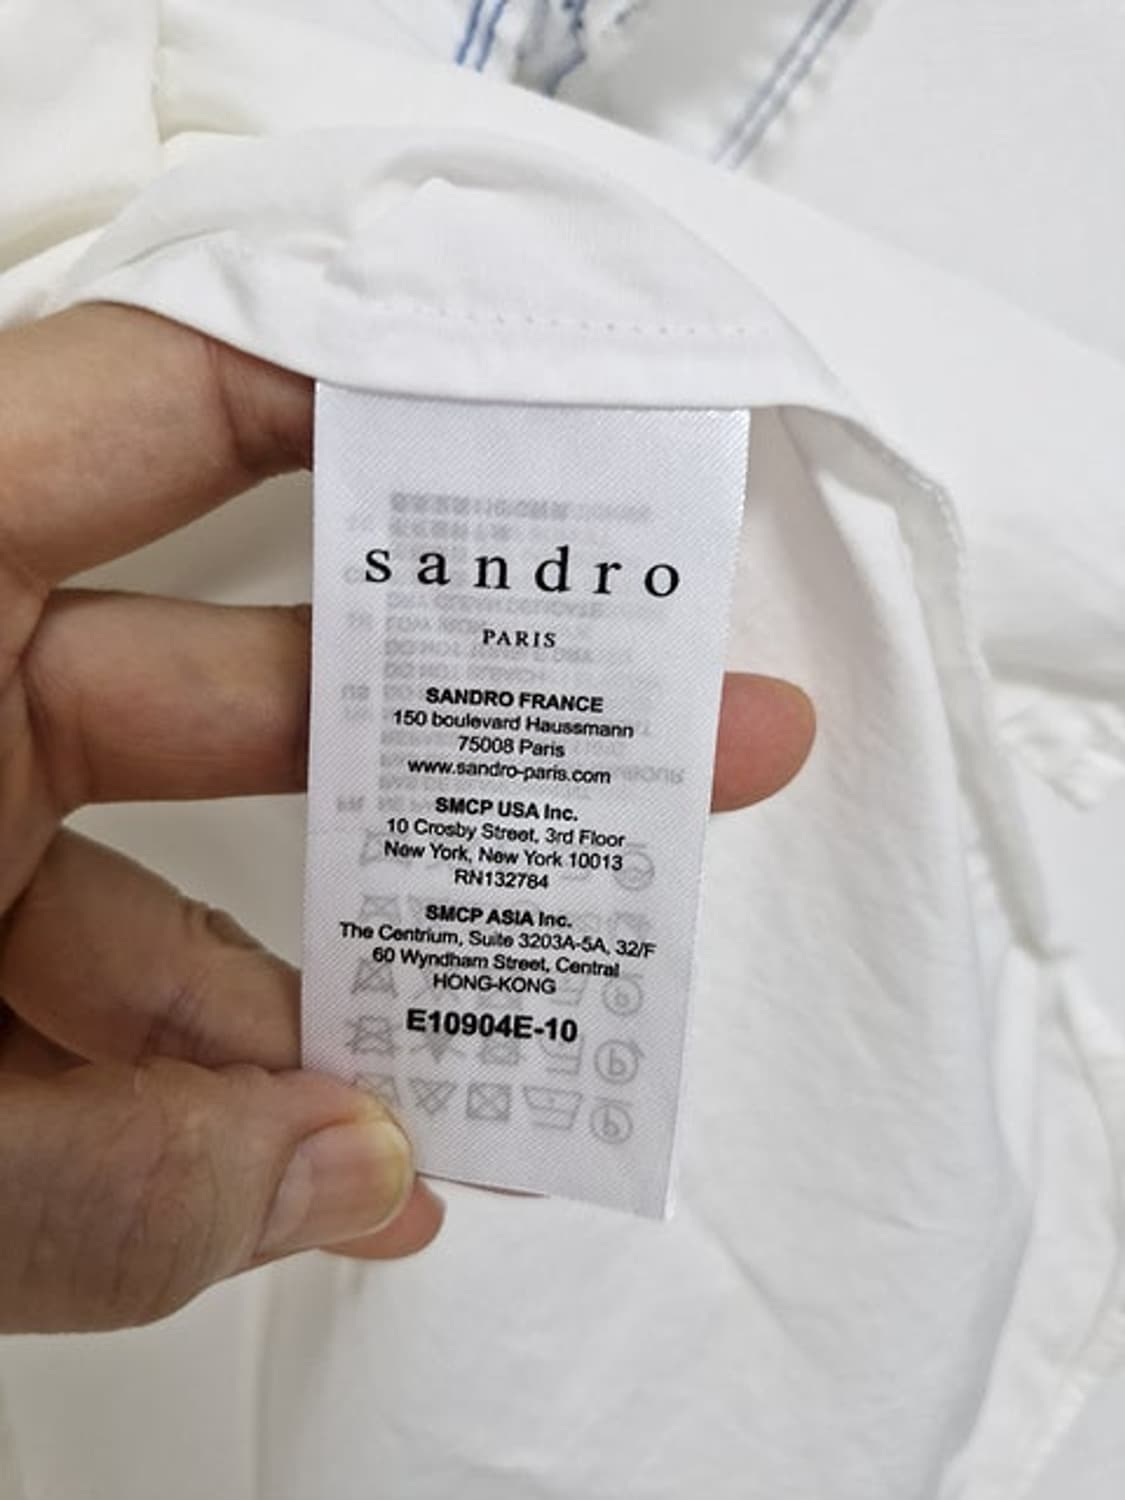 sandro
PARIS
SANDRO FRANCE
150 boulevard Haussmann
75008 Paris
www.sandro-paris.com
SMCP USA Inc.
10 Crosby Street, 3rd Floor
New York, New York 10013
RN132784
SMCP ASIA Inc.
The Centrium, Suite 3203A-5A, 32/F
60 Wyndham Street, Central
HONG-KONG
E10904E-10